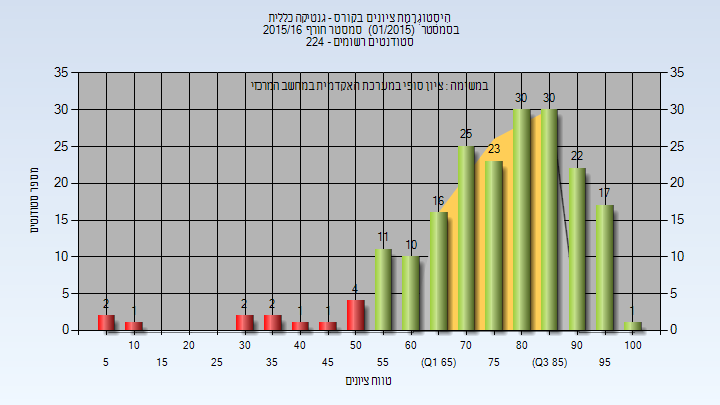 היסטוגרמת ציונים בקורס - גנטיקה כללית
בסמסטר (01/2015) סמסטר חורף 2015/16
סטודנטים רשומים - 224
במשימה : ציון סופי במערכת האקדמית במחשב המרכזי
מספר סטודנטים
35 35
30 30
25 25
20 20
15 15
10 10
5 5
0 0
2 1 2 2 1 1 4 11 10 16 25 23 30 30 22 17 1
10 20 30 40 50 60 70 80 90 100
5 15 25 35 45 55 (Q1 65) 75 (Q3 85) 95
טווח ציונים